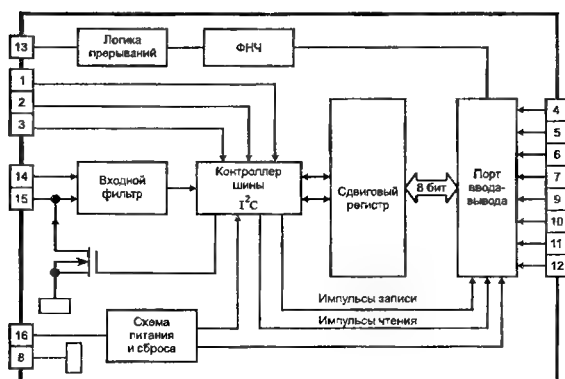 13
Логика
прерываний
ФНЧ
1
2
3
4
5
6
7
9
10
11
12
14
15
Входной
фильтр
Контроллер
шины
I²C
Сдвиговый
регистр
8 бит
Порт
ввода-
вывода
Импульсы записи
Импульсы чтения
16
8
Схема
питания
и сброса